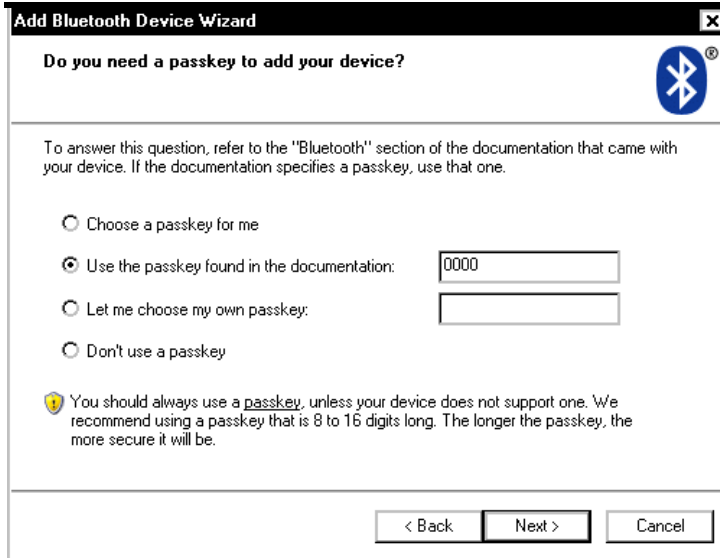 Add Bluetooth Device Wizard
Do you need a passkey to add your device?
®
To answer this question, refer to the "Bluetooth" section of the documentation that came with
your device. If the documentation specifies a passkey, use that one.
Choose a passkey for me
Use the passkey found in the documentation: 0000
Let me choose my own passkey:
Don't use a passkey
You should always use a passkey, unless your device does not support one. We
recommend using a passkey that is 8 to 16 digits long. The longer the passkey, the
more secure it will be.
< Back Next > Cancel